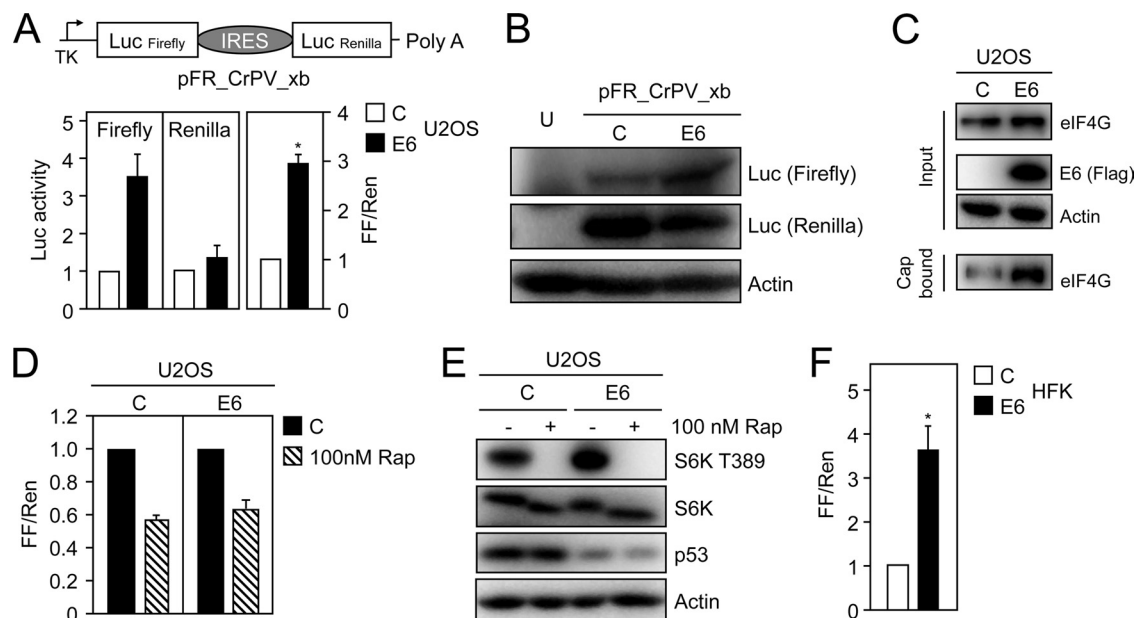 A
TK
Luc Firefly
IRES
Luc Renilla
Poly A
pFR_CrPV_xb
Firefly
Renilla
C
E6
U2OS
Luc activity
5
4
3
2
1
0
*
4
3
2
1
0
FF/Ren
B
pFR_CrPV_xb
U
C
E6
Luc (Firefly)
Luc (Renilla)
Actin
C
U2OS
C E6
Input
eIF4G
E6 (Flag)
Actin
Cap bound
eIF4G
D
U2OS
C
E6
FF/Ren
1.2
1.0
0.8
0.6
0.4
0.2
0.0
C
100nM Rap
E
U2OS
C
E6
- + - + 100 nM Rap
S6K T389
S6K
p53
Actin
F
FF/Ren
5
4
3
2
1
0
*
C
E6
HFK